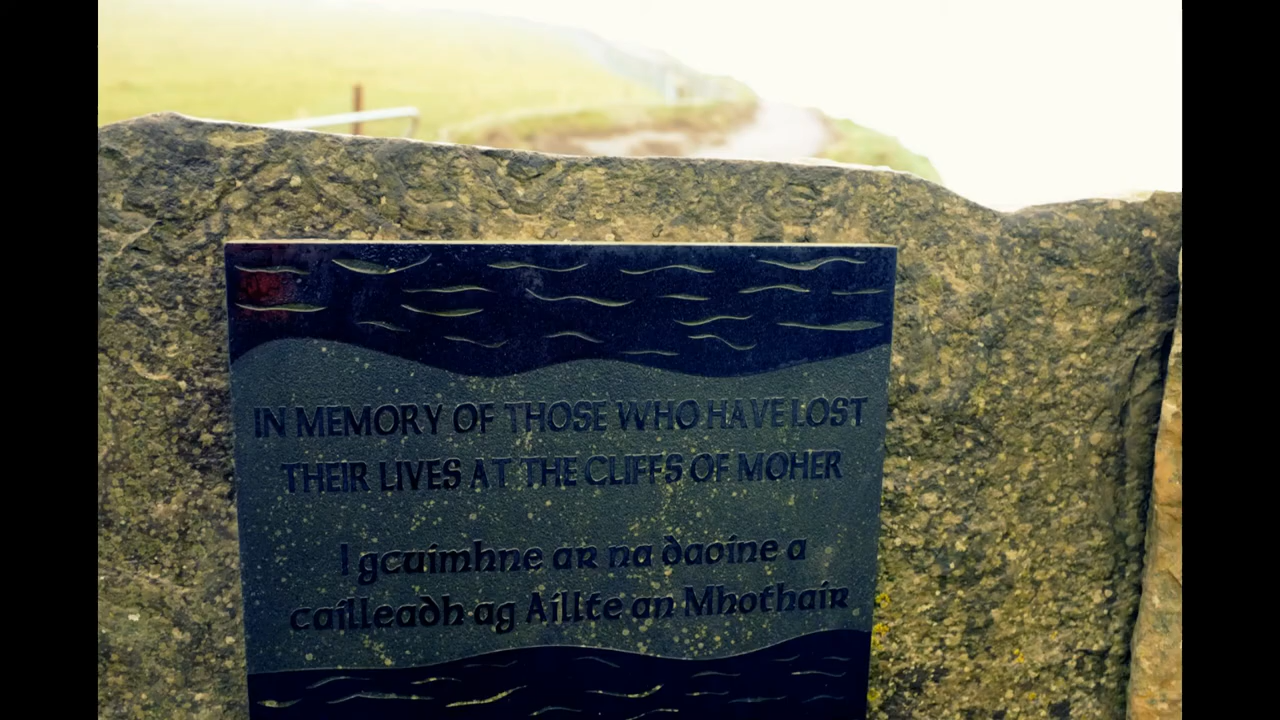 IN MEMORY OF THOSE WHO HAVE LOST
THEIR LIVES AT THE CLIFFS OF MOHER
I gcuimhne ar na daoine a
cailleadh ag Aillte an Mhothair